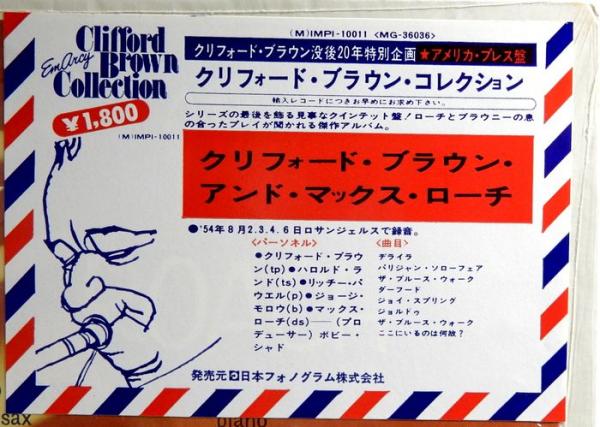 (M)IMPI-10011 <MG-36036>
Clifford
Brown
EmArcy
Collection
クリフォード・ブラウン没後20年特別企画 ★アメリカ・プレス盤
クリフォード・ブラウン・コレクション
輸入レコードにつきお早めにお求め下さい。
¥1,800
(M)IMPI-10011
シリーズの最後を飾る見事なクインテット盤！ローチとブラウニーの息
の合ったプレイが聞かれる傑作アルバム。
クリフォード・ブラウン・
アンド・マックス・ローチ
●'54年8月2.3.4.6日ロサンジェルスで録音。
<パーソネル>
●クリフォード・ブラウ
ン(tp)●ハロルド・ラ
ンド(ts)●リッチー・パ
ウエル(p)●ジョージ・
モロウ(b)●マックス・
ローチ(ds)——(プロ
デューサー)ボビー・
シャド
<曲目>
ヂライラ
パリジャン・ソローフェア
ザ・ブルース・ウォーク
ダーフード
ジョイ・スプリング
ジョルドゥ
ザ・ブルース・ウォーク
ここにいるのは何故？
発売元 日本フォノグラム株式会社
sax
piano